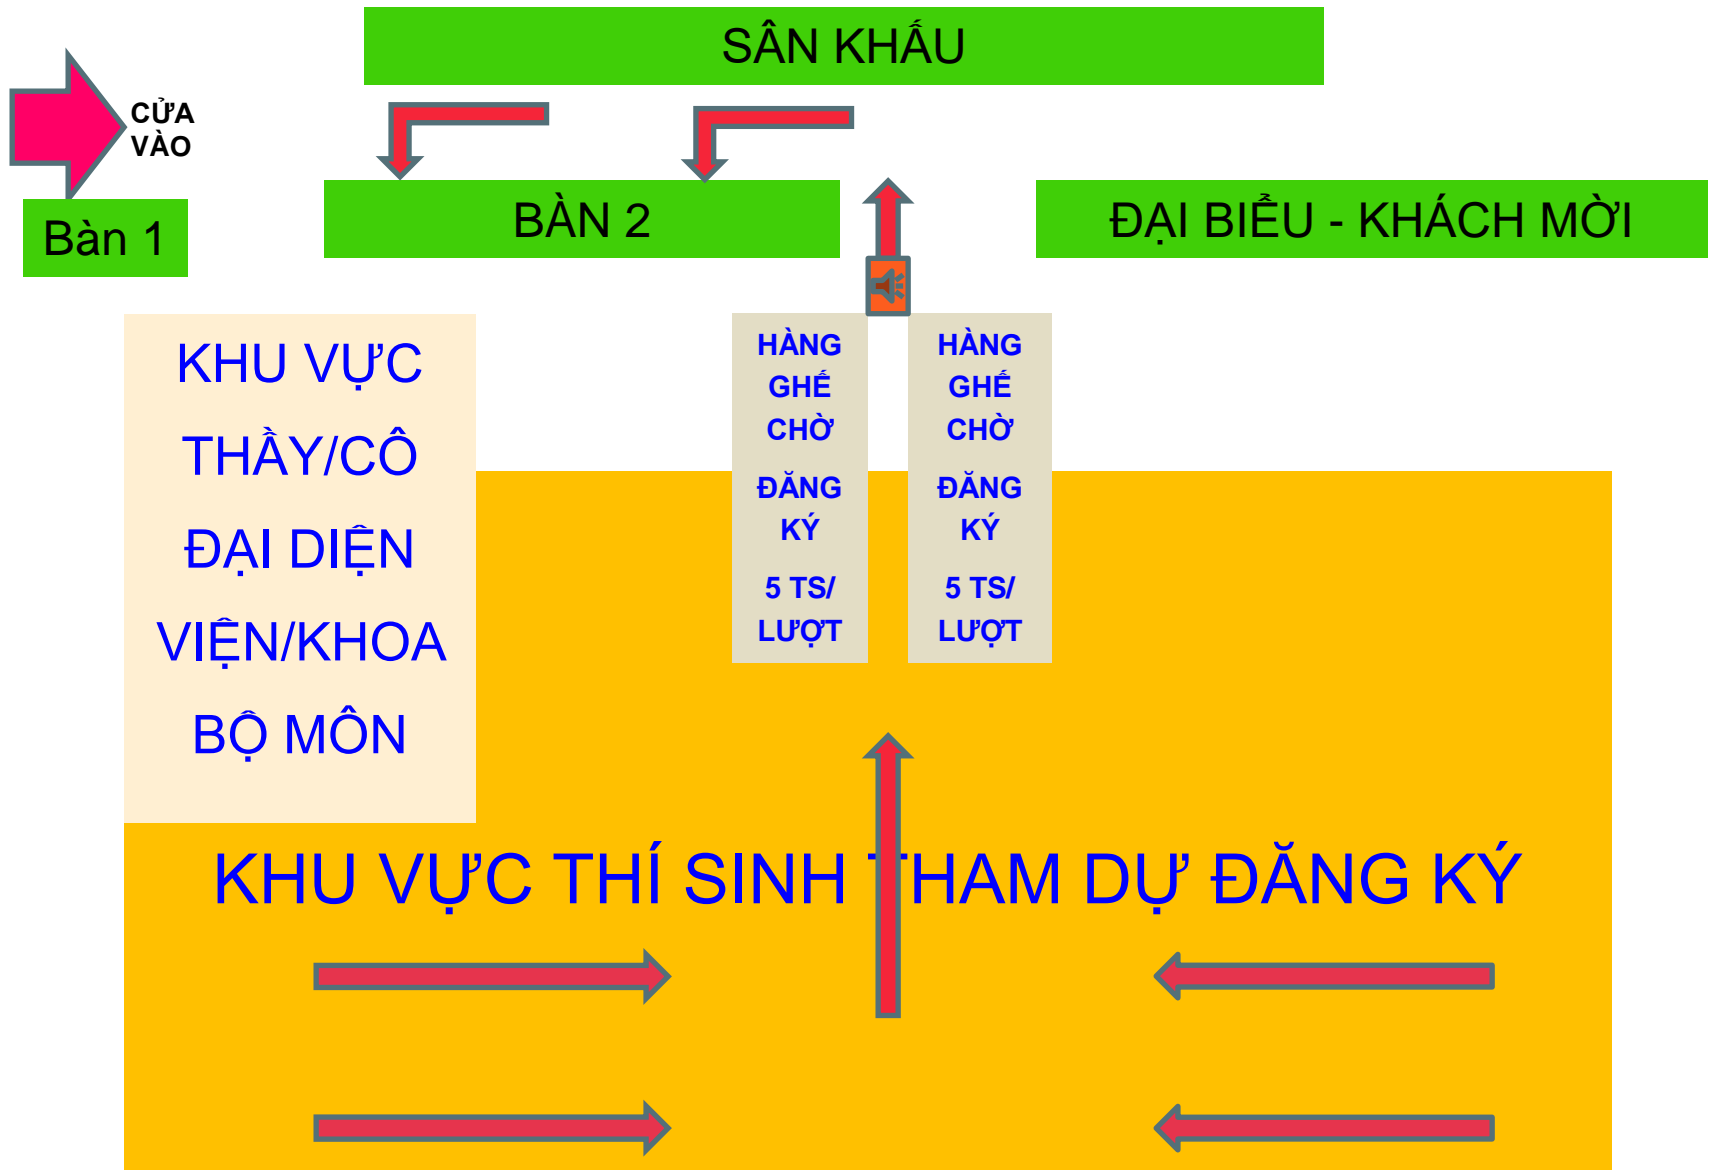 SÂN KHẤU
CỬA
VÀO
Bàn 1
BÀN 2
ĐẠI BIỂU - KHÁCH MỜI
KHU VỰC
THẦY/CÔ
ĐẠI DIỆN
VIỆN/KHOA
BỘ MÔN
HÀNG
GHẾ
CHỜ
ĐĂNG
KÝ
5 TS/
LƯỢT
HÀNG
GHẾ
CHỜ
ĐĂNG
KÝ
5 TS/
LƯỢT
KHU VỰC THÍ SINH THAM DỰ ĐĂNG KÝ